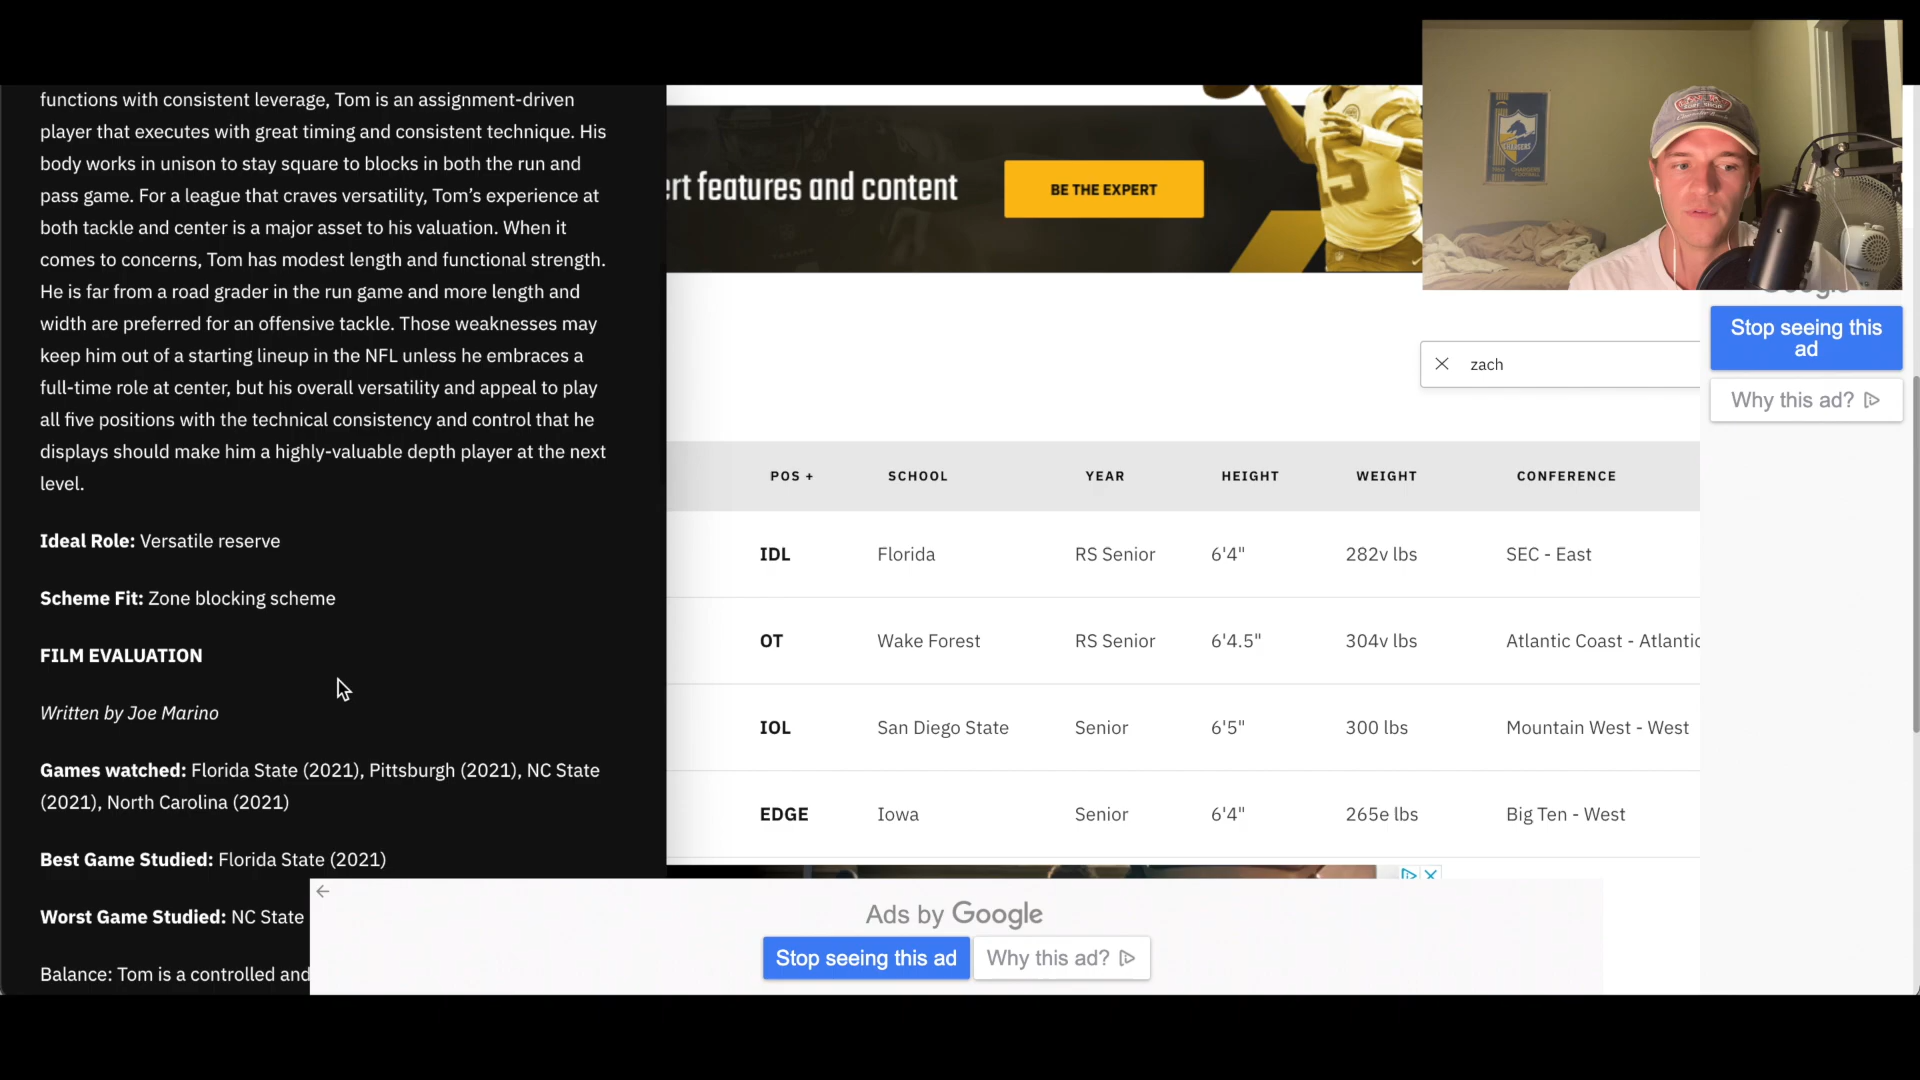 functions with consistent leverage, Tom is an assignment-driven
player that executes with great timing and consistent technique. His
body works in unison to stay square to blocks in both the run and
pass game. For a league that craves versatility, Tom’s experience at
both tackle and center is a major asset to his valuation. When it
comes to concerns, Tom has modest length and functional strength.
He is far from a road grader in the run game and more length and
width are preferred for an offensive tackle. Those weaknesses may
keep him out of a starting lineup in the NFL unless he embraces a
full-time role at center, but his overall versatility and appeal to play
all five positions with the technical consistency and control that he
displays should make him a highly-valuable depth player at the next
level.
Ideal Role: Versatile reserve
Scheme Fit: Zone blocking scheme
FILM EVALUATION
Written by Joe Marino
Games watched: Florida State (2021), Pittsburgh (2021), NC State
(2021), North Carolina (2021)
Best Game Studied: Florida State (2021)
Worst Game Studied: NC State
Balance: Tom is a controlled and
ert features and content
BE THE EXPERT
15
CHARGERS
Stop seeing this
ad
Why this ad?
zach
POS + SCHOOL YEAR HEIGHT WEIGHT CONFERENCE
IDL Florida RS Senior 6'4" 282v lbs SEC - East
OT Wake Forest RS Senior 6'4.5" 304v lbs Atlantic Coast - Atlantic
IOL San Diego State Senior 6'5" 300 lbs Mountain West - West
EDGE Iowa Senior 6'4" 265e lbs Big Ten - West
Ads by Google
Stop seeing this ad Why this ad?